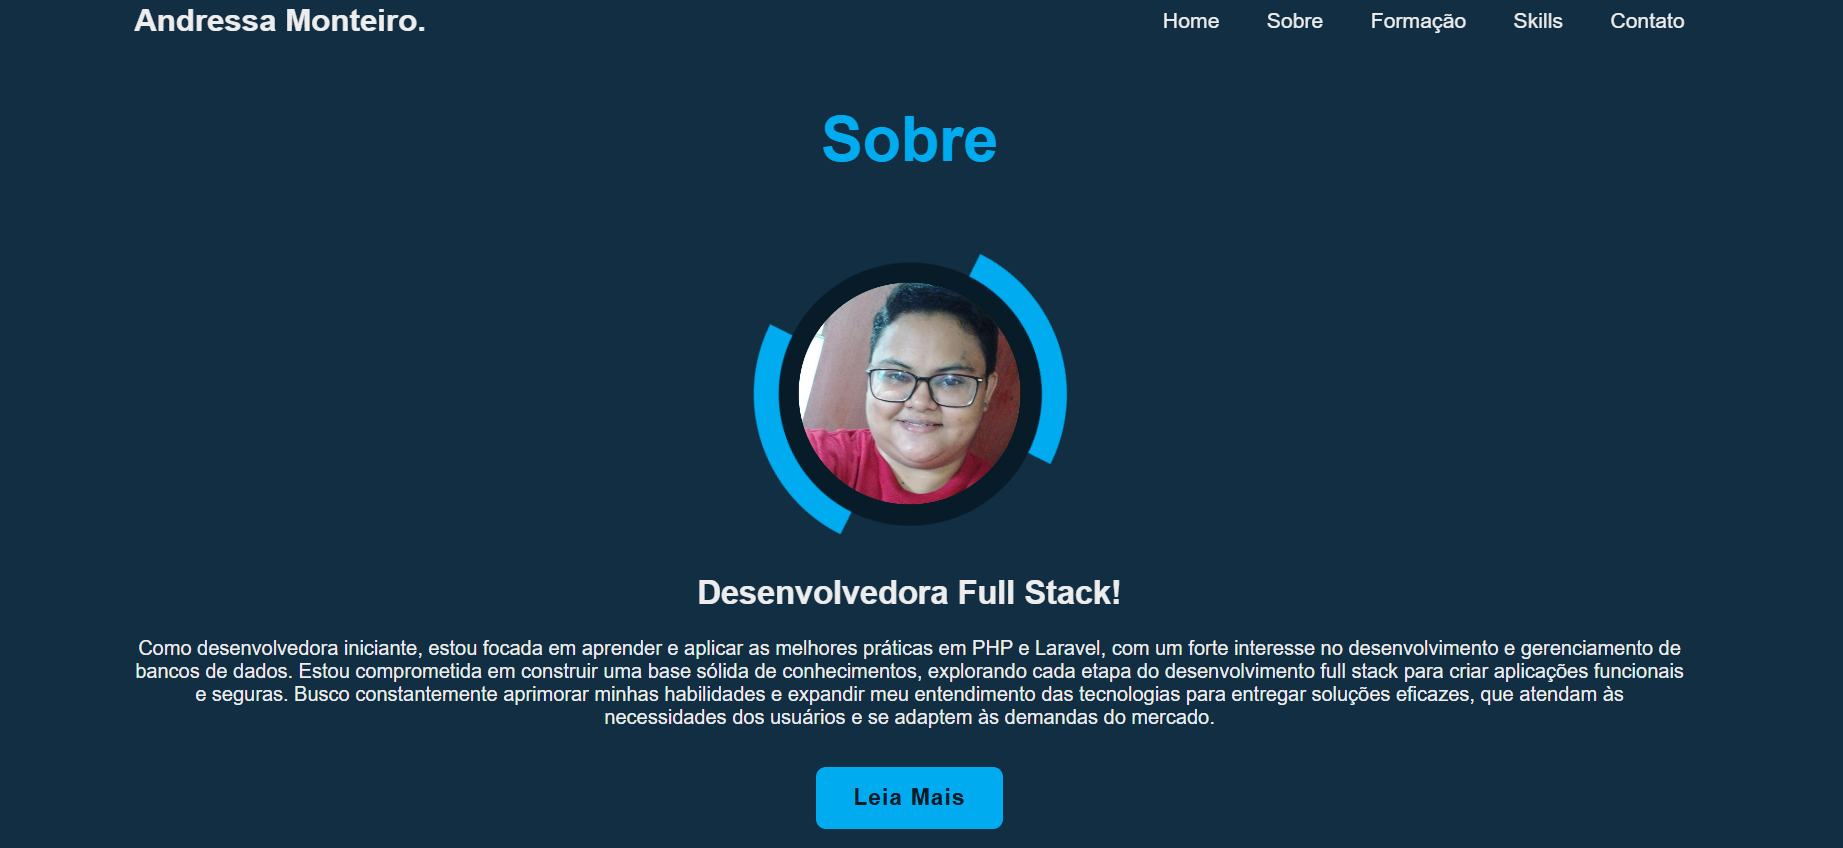 Andressa Monteiro.
Home Sobre Formação Skills Contato
Sobre
Desenvolvedora Full Stack!
Como desenvolvedora iniciante, estou focada em aprender e aplicar as melhores práticas em PHP e Laravel, com um forte interesse no desenvolvimento e gerenciamento de
bancos de dados. Estou comprometida em construir uma base sólida de conhecimentos, explorando cada etapa do desenvolvimento full stack para criar aplicações funcionais
e seguras. Busco constantemente aprimorar minhas habilidades e expandir meu entendimento das tecnologias para entregar soluções eficazes, que atendam às
necessidades dos usuários e se adaptem às demandas do mercado.
Leia Mais